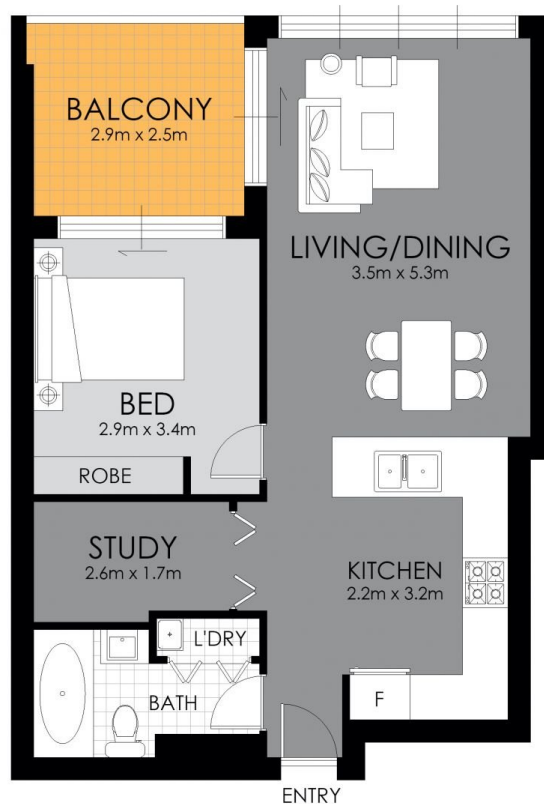 BALCONY
2.9m x 2.5m
LIVING/DINING
3.5m x 5.3m
BED
2.9m x 3.4m
ROBE
STUDY
2.6m x 1.7m
KITCHEN
2.2m x 3.2m
L'DRY
BATH
F
ENTRY